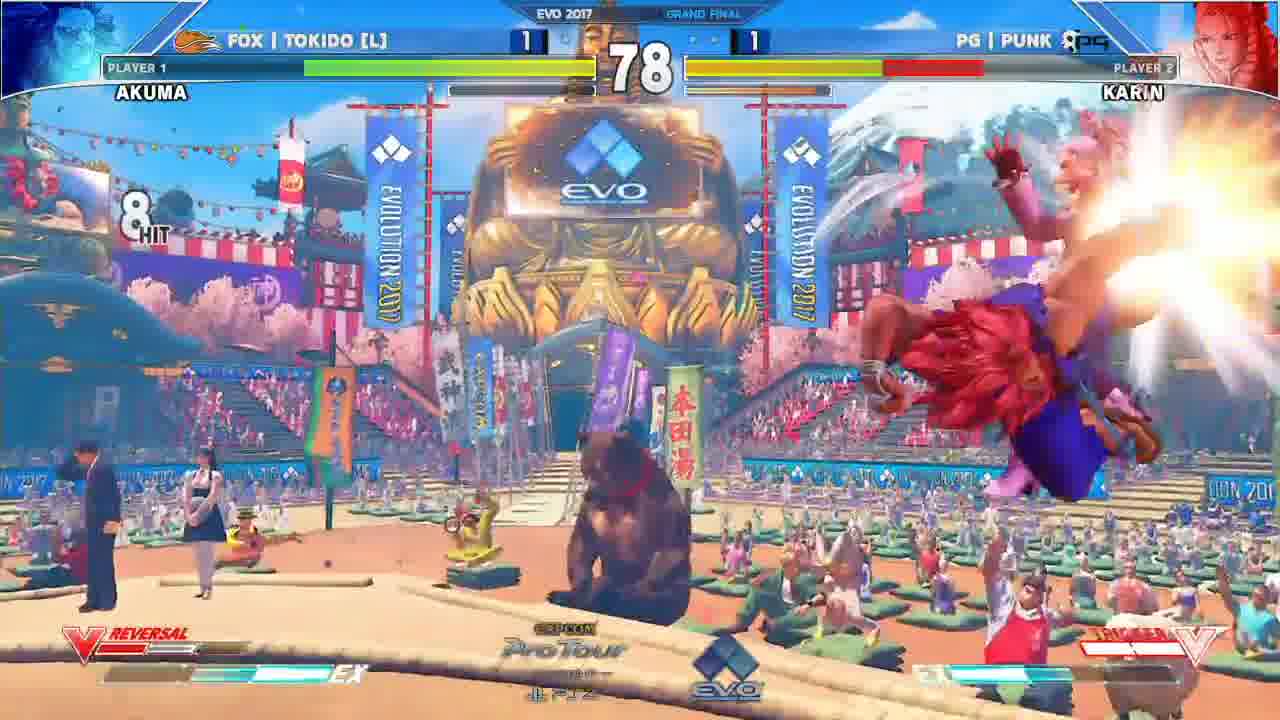 EVO 2017 GRAND FINAL
FOX | TOKIDO [L]
1
78
1
PG | PUNK
PLAYER 1
PLAYER 2
AKUMA
KARIN
EVO
EVOLUTION 2017
EVOLUTION 2017
8 HIT
本田湯
REVERSAL
TRIGGER
EX
CAPCOM
Pro Tour
EVO